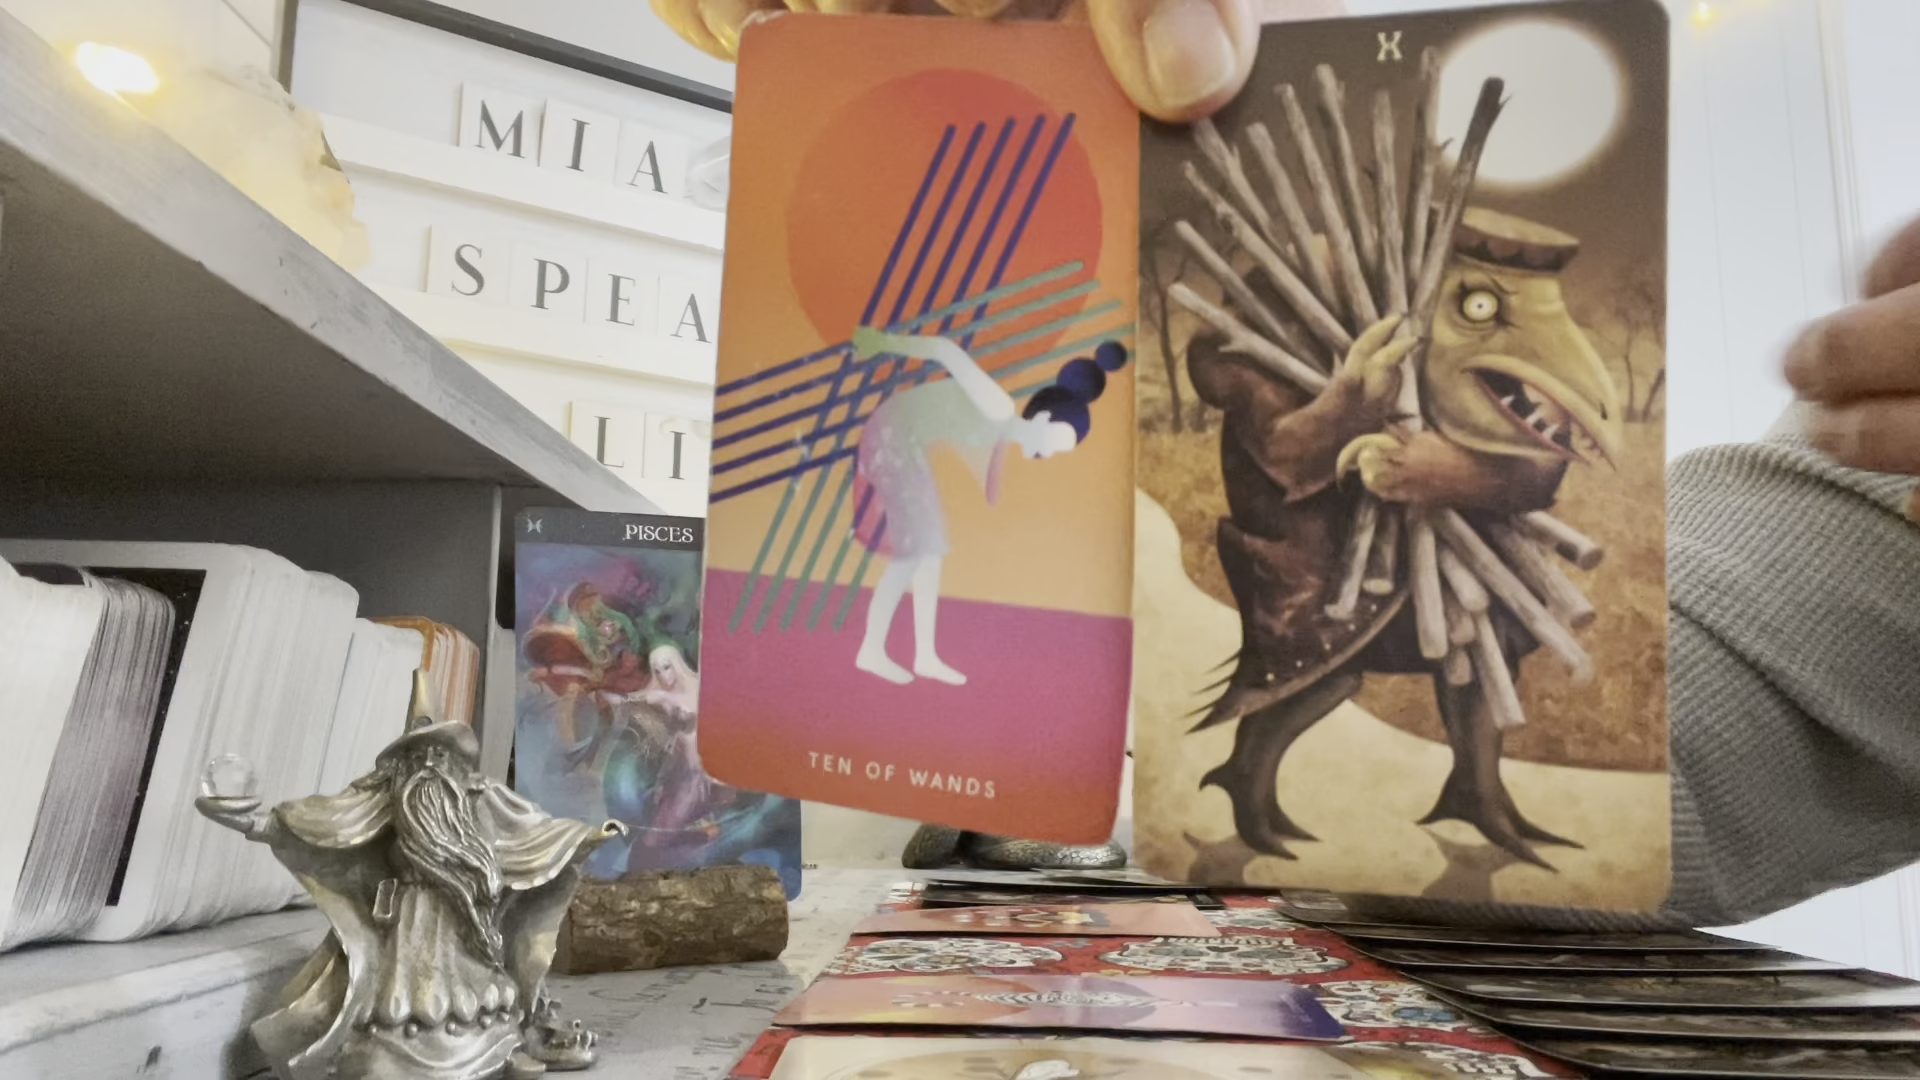 MIA
SPEA
LI
X
PISCES
TEN OF WANDS